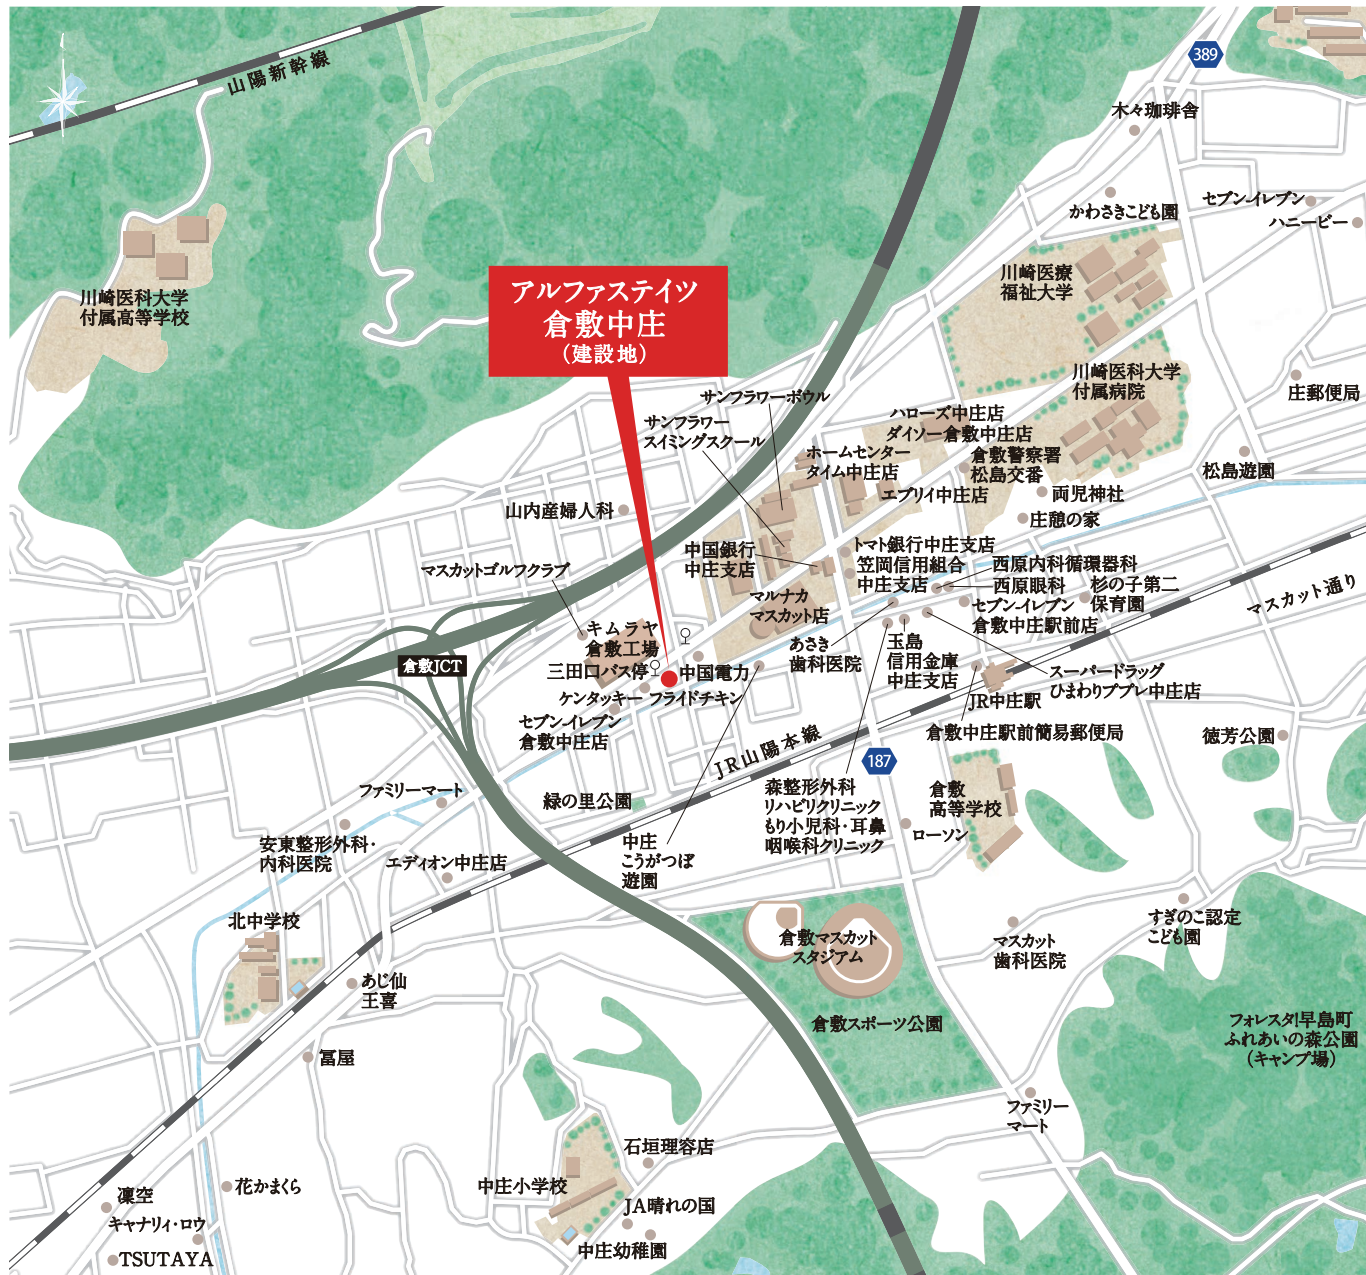 山陽新幹線
389
木々珈琲舎
かわさきこども園
セブン-イレブン
ハニービー
川崎医科大学
付属高等学校
川崎医療
福祉大学
アルファステイツ
倉敷中庄
(建設地)
川崎医科大学
付属病院
庄郵便局
サンフラワーボウル
サンフラワー
スイミングスクール
ハローズ中庄店
ダイソー倉敷中庄店
ホームセンター
タイム中庄店
倉敷警察署
松島交番
松島遊園
エブリイ中庄店
両児神社
庄憩の家
山内産婦人科
中国銀行
中庄支店
トマト銀行中庄支店
笠岡信用組合
中庄支店
西原内科循環器科
西原眼科
杉の子第二
保育園
マスカット通り
マスカットゴルフクラブ
マルナカ
マスカット店
セブン-イレブン
倉敷中庄駅前店
キムラヤ
倉敷工場
あさき
歯科医院
玉島
信用金庫
中庄支店
倉敷JCT
三田口バス停
中国電力
スーパードラッグ
ひまわりププレ中庄店
ケンタッキー フライドチキン
JR中庄駅
セブン-イレブン
倉敷中庄店
倉敷中庄駅前簡易郵便局
徳芳公園
JR山陽本線
187
ファミリーマート
緑の里公園
森整形外科
リハビリクリニック
もり小児科・耳鼻
咽喉科クリニック
倉敷
高等学校
ローソン
安東整形外科・
内科医院
エディオン中庄店
中庄
こうがつぼ
遊園
北中学校
倉敷マスカット
スタジアム
マスカット
歯科医院
すぎのこ認定
こども園
あじ仙
王喜
倉敷スポーツ公園
フォレスタ!早島町
ふれあいの森公園
(キャンプ場)
冨屋
ファミリー
マート
石垣理容店
中庄小学校
凜空
花かまくら
JA晴れの国
キャナリィ・ロウ
中庄幼稚園
TSUTAYA